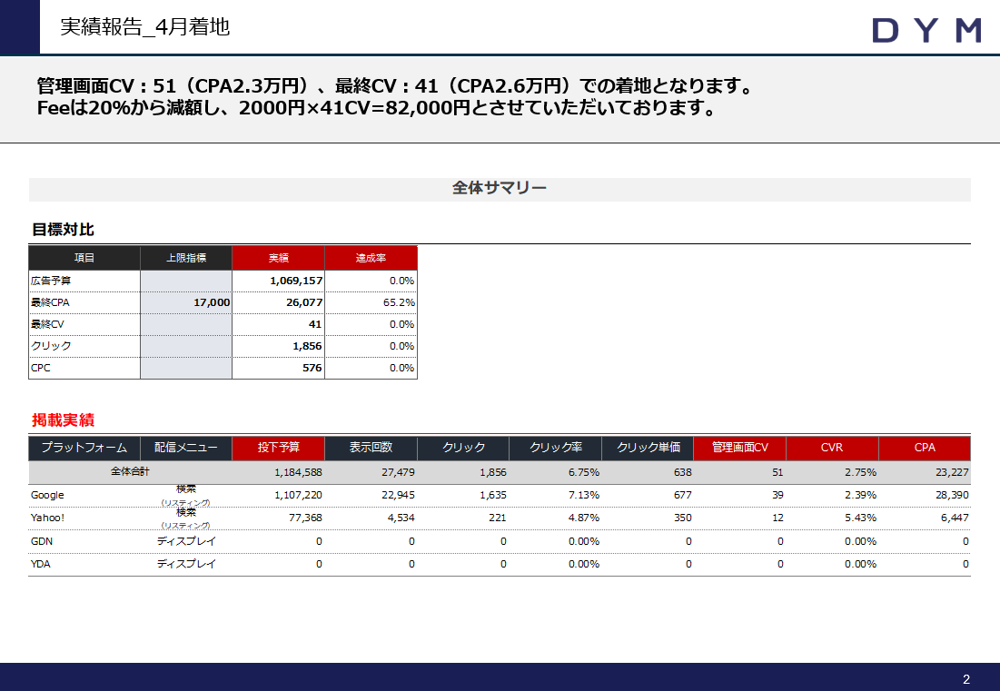 実績報告_4月着地
DYM
管理画面CV：51（CPA2.3万円）、最終CV：41（CPA2.6万円）での着地となります。
Feeは20%から減額し、2000円×41CV=82,000円とさせていただいております。
全体サマリー
目標対比
項目 上限指標 実績 達成率
広告予算 1,069,157 0.0%
最終CPA 17,000 26,077 65.2%
最終CV 41 0.0%
クリック 1,856 0.0%
CPC 576 0.0%
掲載実績
プラットフォーム 配信メニュー 投下予算 表示回数 クリック クリック率 クリック単価 管理画面CV CVR CPA
全体合計 1,184,588 27,479 1,856 6.75% 638 51 2.75% 23,227
Google 検索（リスティング） 1,107,220 22,945 1,635 7.13% 677 39 2.39% 28,390
Yahoo! 検索（リスティング） 77,368 4,534 221 4.87% 350 12 5.43% 6,447
GDN ディスプレイ 0 0 0 0.00% 0 0 0.00% 0
YDA ディスプレイ 0 0 0 0.00% 0 0 0.00% 0
2